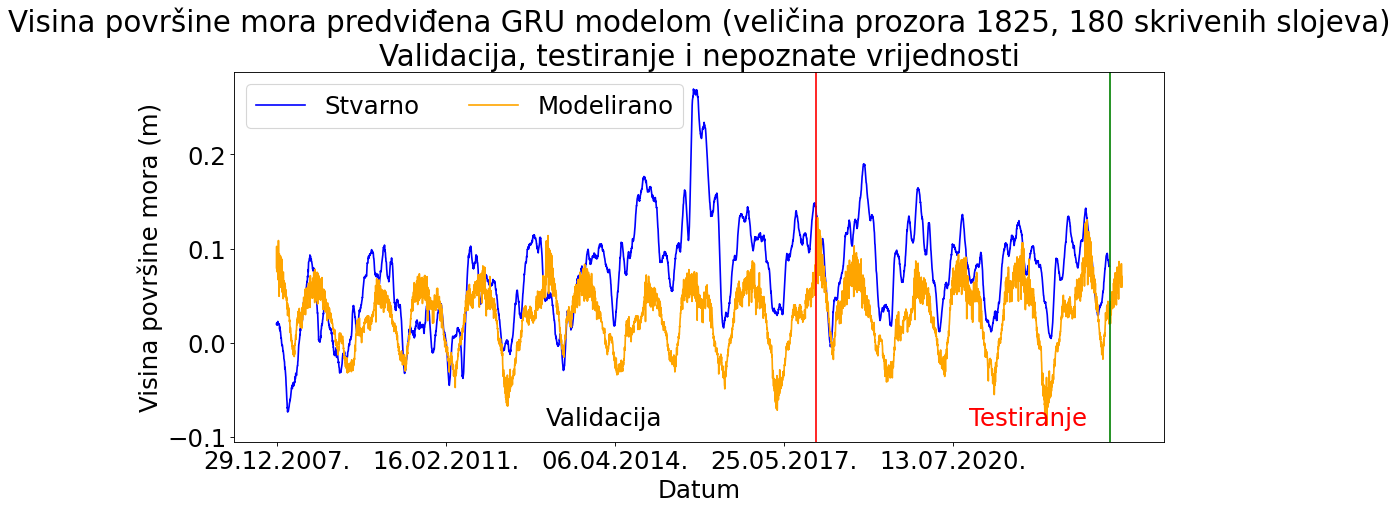 Visina površine mora predviđena GRU modelom (veličina prozora 1825, 180 skrivenih slojeva)
Validacija, testiranje i nepoznate vrijednosti
Stvarno
Modelirano
Visina površine mora (m)
0.2
0.1
0.0
−0.1
Validacija
Testiranje
29.12.2007.
16.02.2011.
06.04.2014.
25.05.2017.
13.07.2020.
Datum